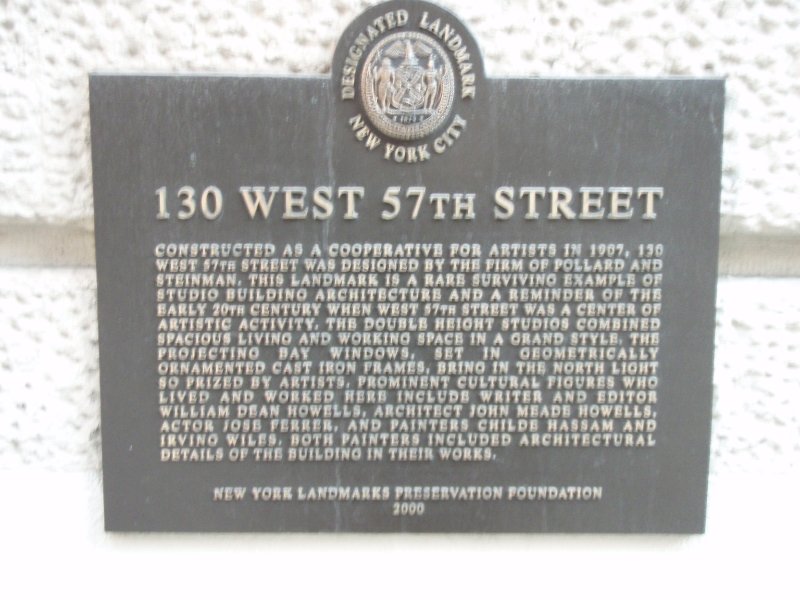 DESIGNATED LANDMARK
NEW YORK CITY
130 WEST 57TH STREET
CONSTRUCTED AS A COOPERATIVE FOR ARTISTS IN 1907, 130
WEST 57TH STREET WAS DESIGNED BY THE FIRM OF POLLARD AND
STEINMAN. THIS LANDMARK IS A RARE SURVIVING EXAMPLE OF
STUDIO BUILDING ARCHITECTURE AND A REMINDER OF THE
EARLY 20TH CENTURY WHEN WEST 57TH STREET WAS A CENTER OF
ARTISTIC ACTIVITY. THE DOUBLE HEIGHT STUDIOS COMBINED
SPACIOUS LIVING AND WORKING SPACE IN A GRAND STYLE. THE
PROJECTING BAY WINDOWS, SET IN GEOMETRICALLY
ORNAMENTED CAST IRON FRAMES, BRING IN THE NORTH LIGHT
SO PRIZED BY ARTISTS. PROMINENT CULTURAL FIGURES WHO
LIVED AND WORKED HERE INCLUDE WRITER AND EDITOR
WILLIAM DEAN HOWELLS, ARCHITECT JOHN MEADE HOWELLS,
ACTOR JOSE FERRER, AND PAINTERS CHILDE HASSAM AND
IRVING WILES. BOTH PAINTERS INCLUDED ARCHITECTURAL
DETAILS OF THE BUILDING IN THEIR WORKS.
NEW YORK LANDMARKS PRESERVATION FOUNDATION
2000